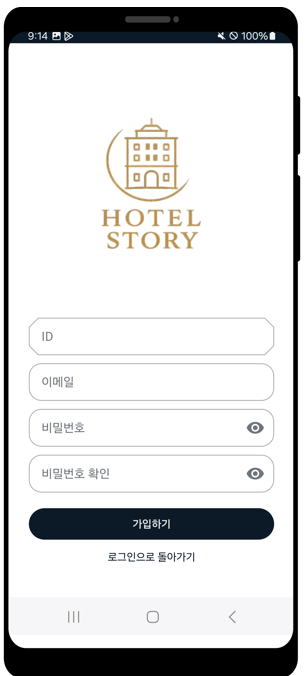 9:14
100%
HOTEL
STORY
ID
이메일
비밀번호
비밀번호 확인
가입하기
로그인으로 돌아가기